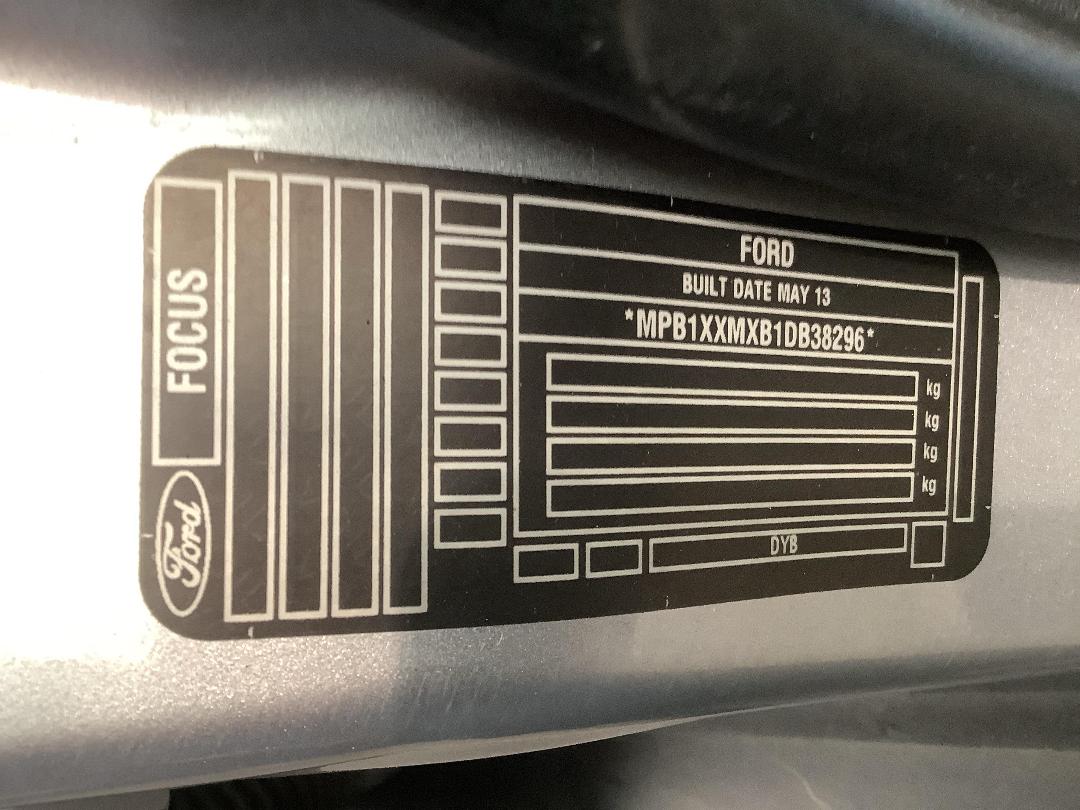 FORD
BUILT DATE MAY 13
*MPB1XXMXB1DB38296*
kg
kg
kg
kg
DYB
FOCUS
Ford